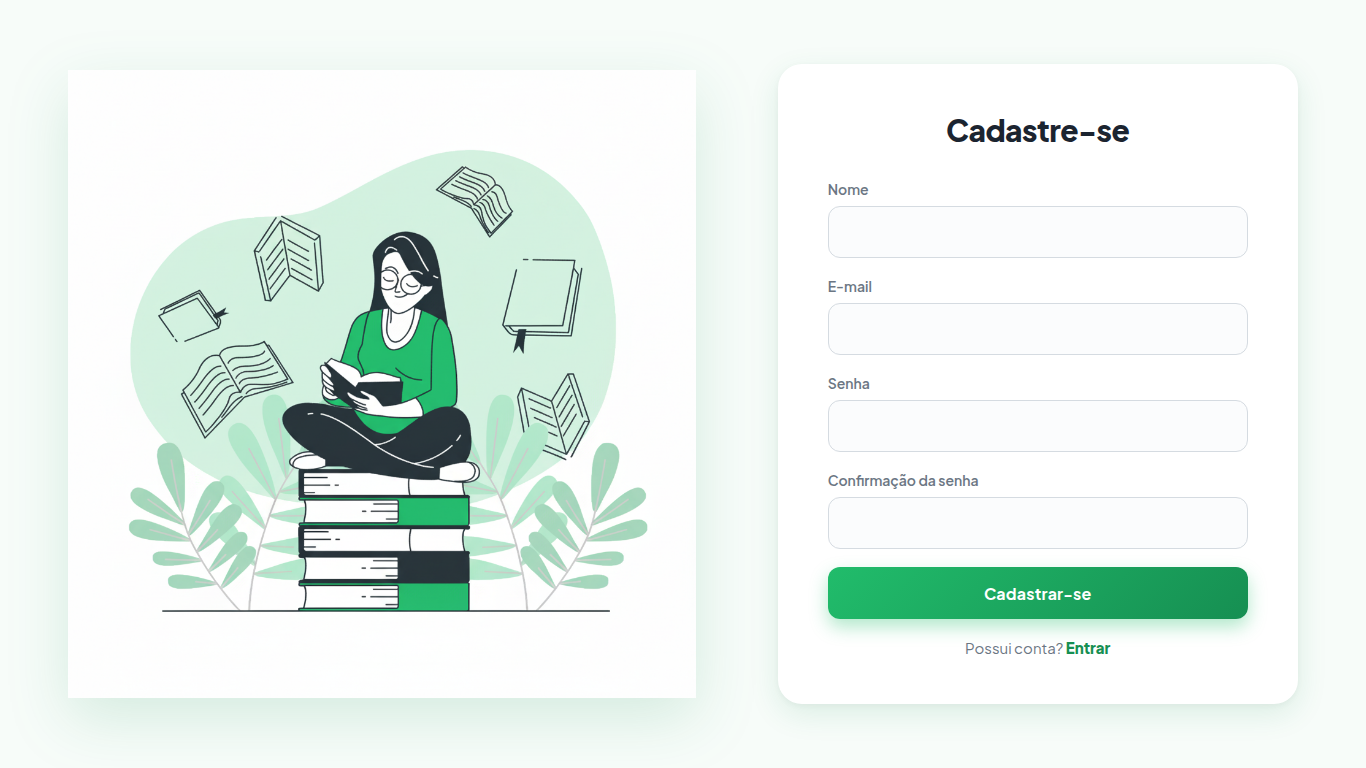 Cadastre-se
Nome
E-mail
Senha
Confirmação da senha
Cadastrar-se
Possui conta? Entrar